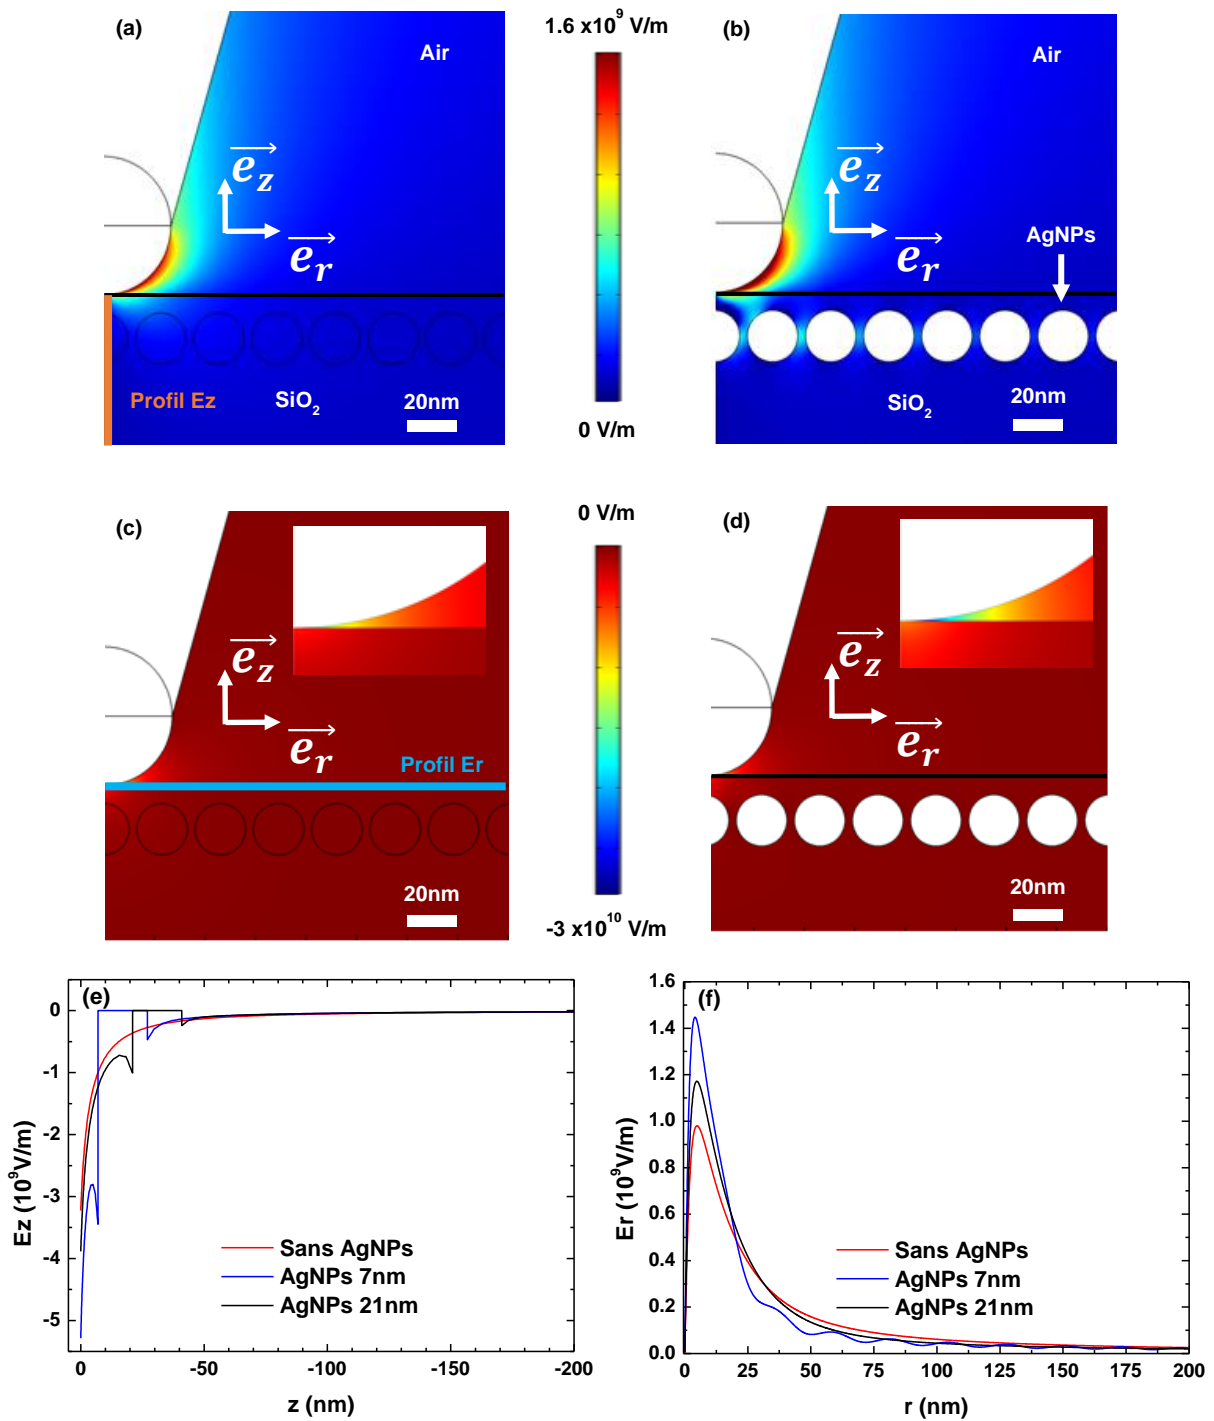 (a)
1.6 x10⁹ V/m
(b)
Air
Air
e_z
e_r
e_z
e_r
AgNPs
Profil Ez
SiO₂
20nm
0 V/m
SiO₂
20nm
(c)
0 V/m
(d)
e_z
e_r
e_z
e_r
Profil Er
20nm
-3 x10¹⁰ V/m
20nm
(e)
0
-1
-2
-3
-4
-5
Ez (10⁹V/m)
Sans AgNPs
AgNPs 7nm
AgNPs 21nm
0 -50 -100 -150 -200
z (nm)
(f)
1.6
1.4
1.2
1.0
0.8
0.6
0.4
0.2
0.0
Er (10⁹V/m)
Sans AgNPs
AgNPs 7nm
AgNPs 21nm
0 25 50 75 100 125 150 175 200
r (nm)